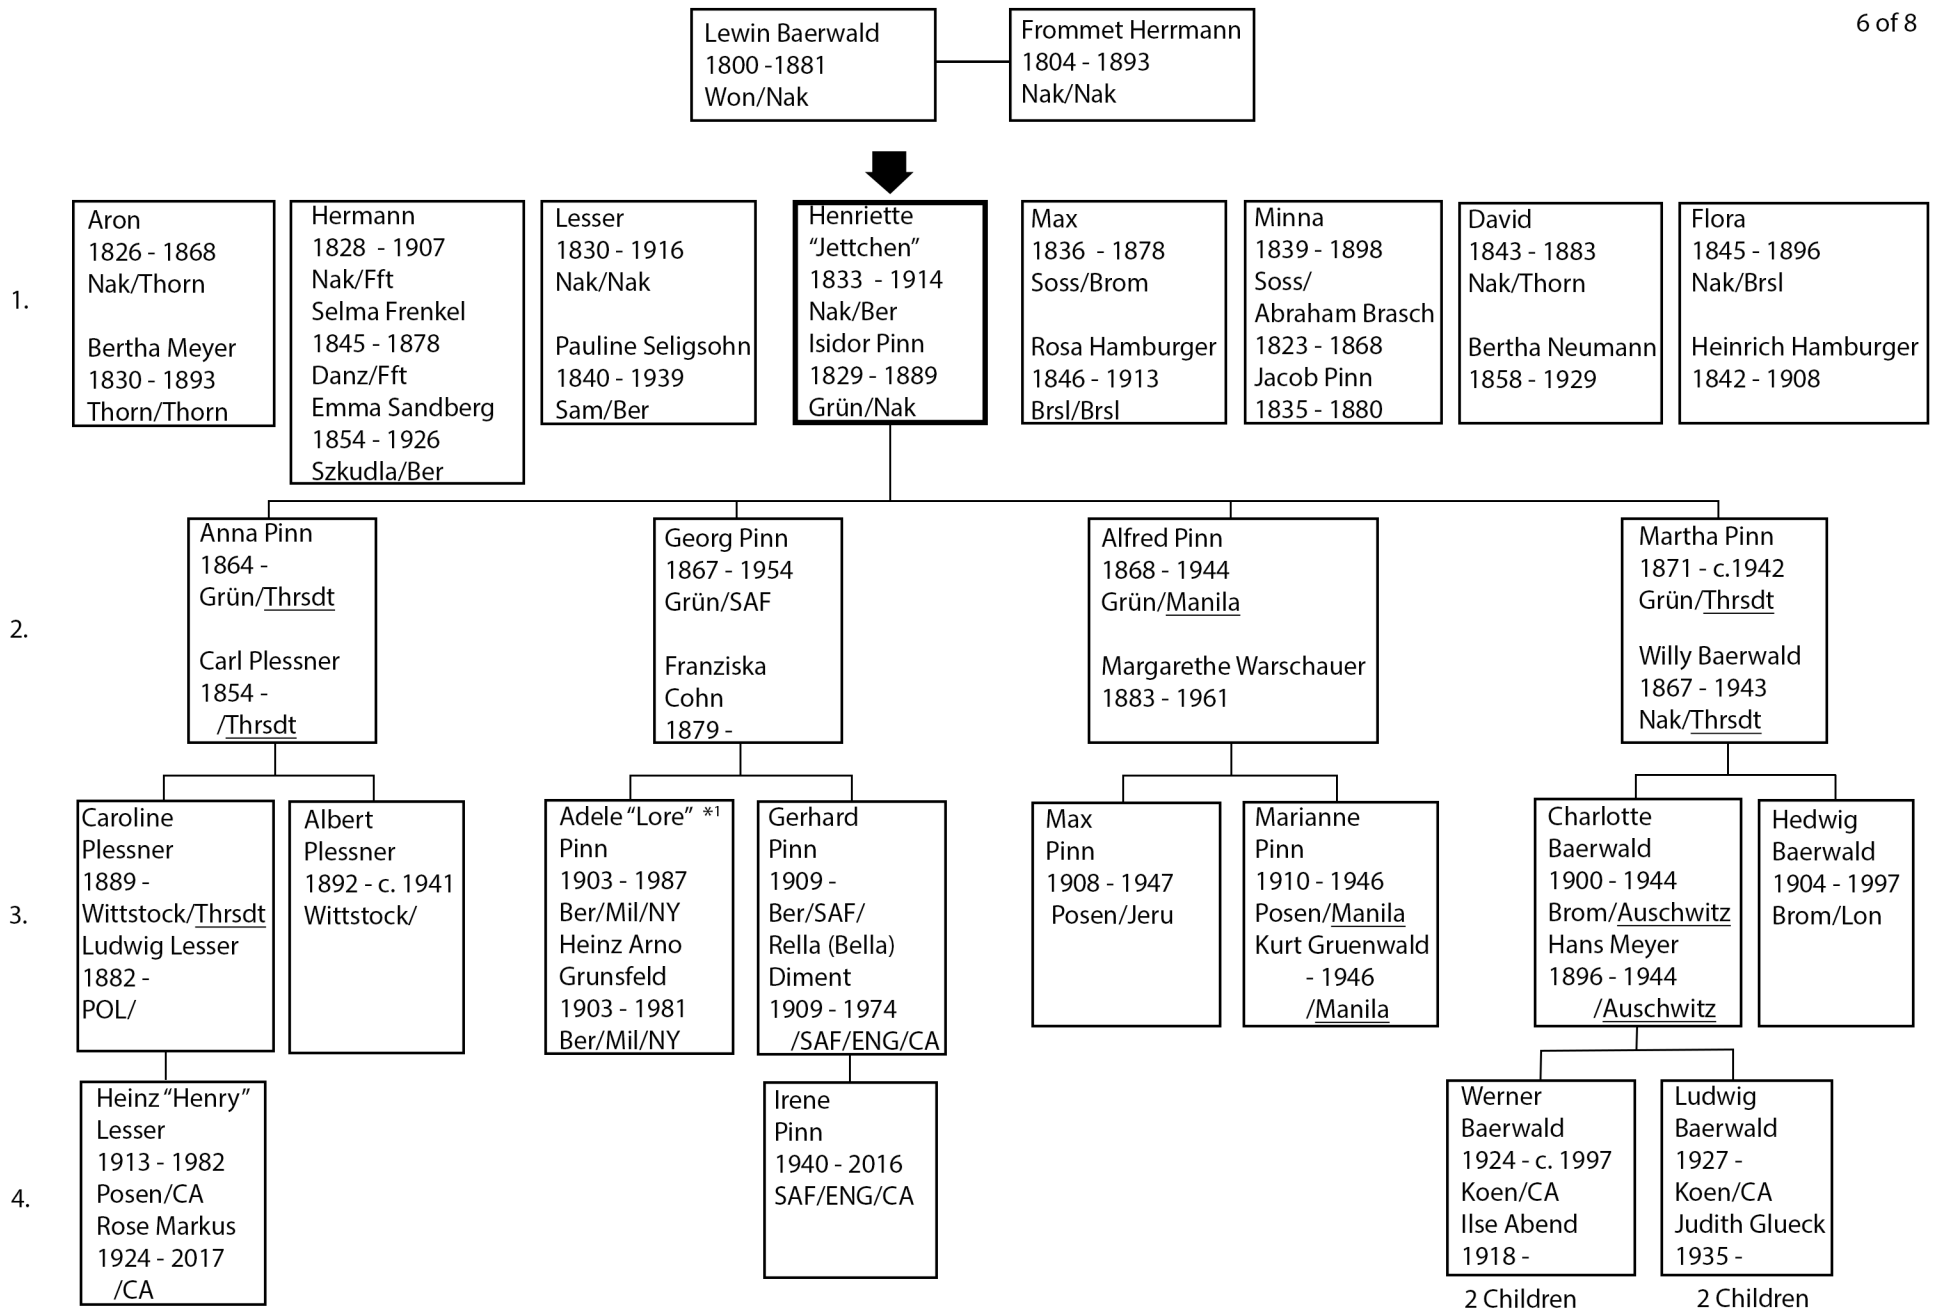 6 of 8
Lewin Baerwald
1800 -1881
Won/Nak
Frommet Herrmann
1804 - 1893
Nak/Nak
1.
Aron
1826 - 1868
Nak/Thorn
Bertha Meyer
1830 - 1893
Thorn/Thorn
Hermann
1828 - 1907
Nak/Fft
Selma Frenkel
1845 - 1878
Danz/Fft
Emma Sandberg
1854 - 1926
Szkudla/Ber
Lesser
1830 - 1916
Nak/Nak
Pauline Seligsohn
1840 - 1939
Sam/Ber
Henriette
“Jettchen”
1833 - 1914
Nak/Ber
Isidor Pinn
1829 - 1889
Grün/Nak
Max
1836 - 1878
Soss/Brom
Rosa Hamburger
1846 - 1913
Brsl/Brsl
Minna
1839 - 1898
Soss/
Abraham Brasch
1823 - 1868
Jacob Pinn
1835 - 1880
David
1843 - 1883
Nak/Thorn
Bertha Neumann
1858 - 1929
Flora
1845 - 1896
Nak/Brsl
Heinrich Hamburger
1842 - 1908
2.
Anna Pinn
1864 -
Grün/Thrsdt
Carl Plessner
1854 -
/Thrsdt
Georg Pinn
1867 - 1954
Grün/SAF
Franziska
Cohn
1879 -
Alfred Pinn
1868 - 1944
Grün/Manila
Margarethe Warschauer
1883 - 1961
Martha Pinn
1871 - c.1942
Grün/Thrsdt
Willy Baerwald
1867 - 1943
Nak/Thrsdt
3.
Caroline
Plessner
1889 -
Wittstock/Thrsdt
Ludwig Lesser
1882 -
POL/
Albert
Plessner
1892 - c. 1941
Wittstock/
Adele “Lore” *1
Pinn
1903 - 1987
Ber/Mil/NY
Heinz Arno
Grunsfeld
1903 - 1981
Ber/Mil/NY
Gerhard
Pinn
1909 -
Ber/SAF/
Rella (Bella)
Diment
1909 - 1974
/SAF/ENG/CA
Max
Pinn
1908 - 1947
Posen/Jeru
Marianne
Pinn
1910 - 1946
Posen/Manila
Kurt Gruenwald
- 1946
/Manila
Charlotte
Baerwald
1900 - 1944
Brom/Auschwitz
Hans Meyer
1896 - 1944
/Auschwitz
Hedwig
Baerwald
1904 - 1997
Brom/Lon
4.
Heinz “Henry”
Lesser
1913 - 1982
Posen/CA
Rose Markus
1924 - 2017
/CA
Irene
Pinn
1940 - 2016
SAF/ENG/CA
Werner
Baerwald
1924 - c. 1997
Koen/CA
Ilse Abend
1918 -
2 Children
Ludwig
Baerwald
1927 -
Koen/CA
Judith Glueck
1935 -
2 Children